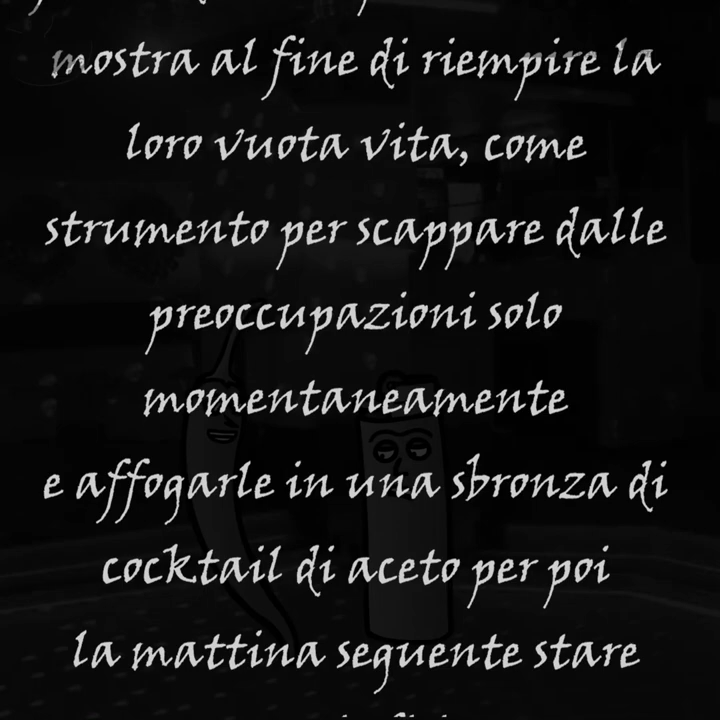 mostra al fine di riempire la
loro vuota vita, come
strumento per scappare dalle
preoccupazioni solo
momentaneamente
e affogarle in una sbronza di
cocktail di aceto per poi
la mattina seguente stare